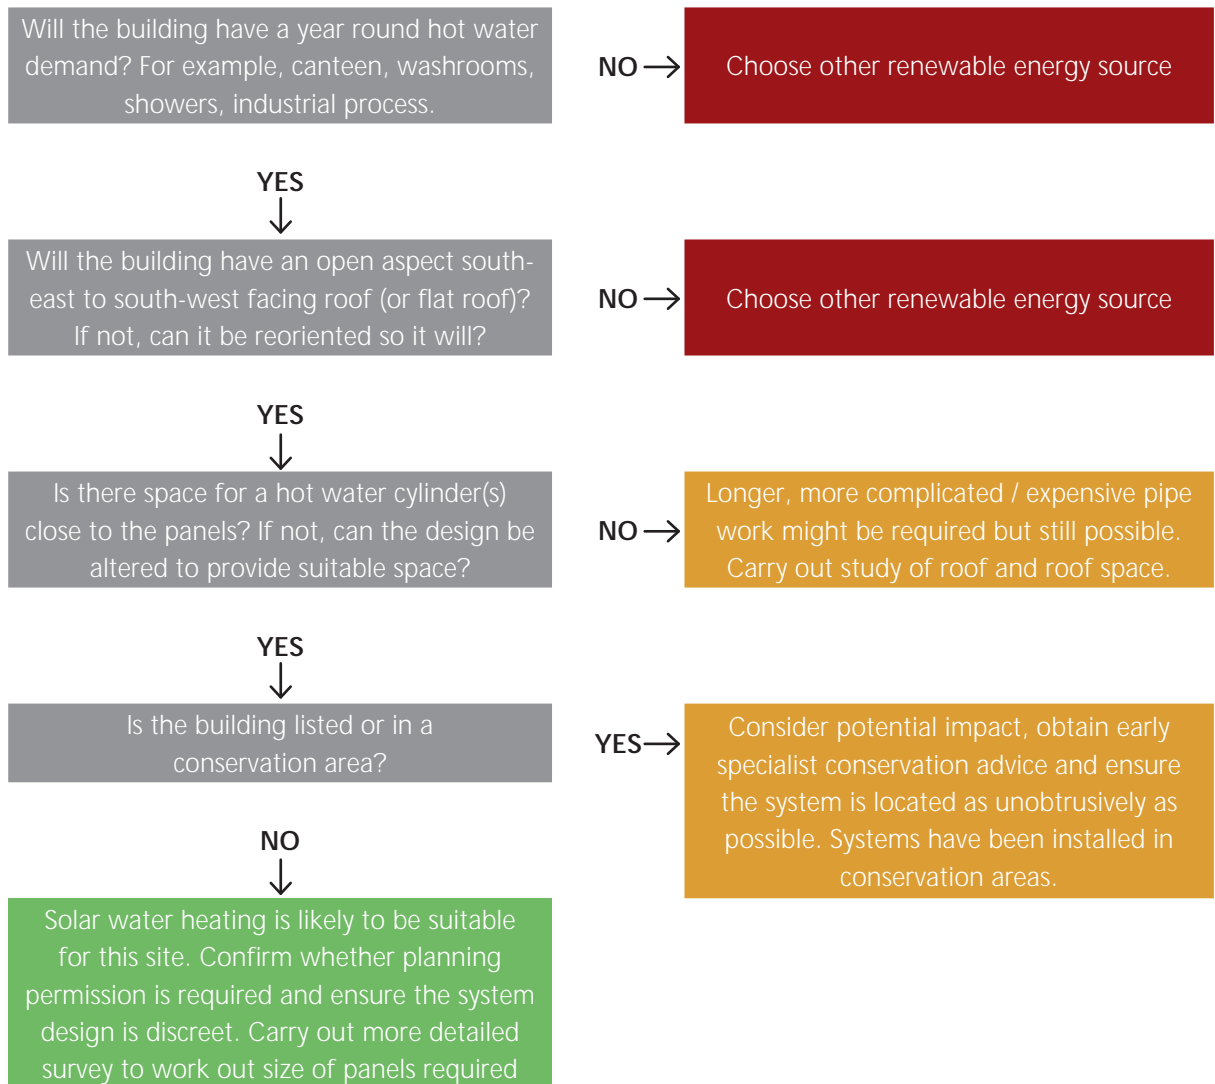 Will the building have a year round hot water
demand? For example, canteen, washrooms,
showers, industrial process.
NO
Choose other renewable energy source
YES
Will the building have an open aspect south-
east to south-west facing roof (or flat roof)?
If not, can it be reoriented so it will?
NO
Choose other renewable energy source
YES
Is there space for a hot water cylinder(s)
close to the panels? If not, can the design be
altered to provide suitable space?
NO
Longer, more complicated / expensive pipe
work might be required but still possible.
Carry out study of roof and roof space.
YES
Is the building listed or in a
conservation area?
YES
Consider potential impact, obtain early
specialist conservation advice and ensure
the system is located as unobtrusively as
possible. Systems have been installed in
conservation areas.
NO
Solar water heating is likely to be suitable
for this site. Confirm whether planning
permission is required and ensure the system
design is discreet. Carry out more detailed
survey to work out size of panels required